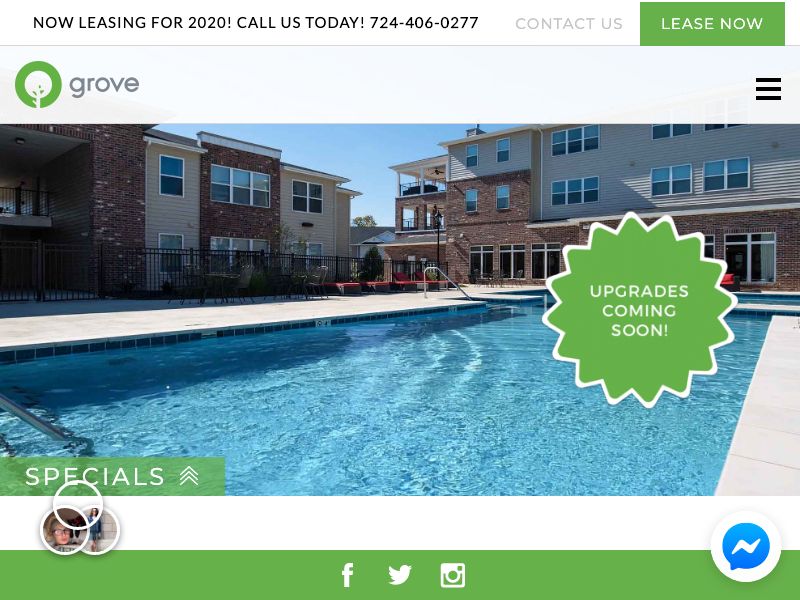 NOW LEASING FOR 2020! CALL US TODAY! 724-406-0277
CONTACT US
LEASE NOW
grove
UPGRADES
COMING
SOON!
SPECIALS